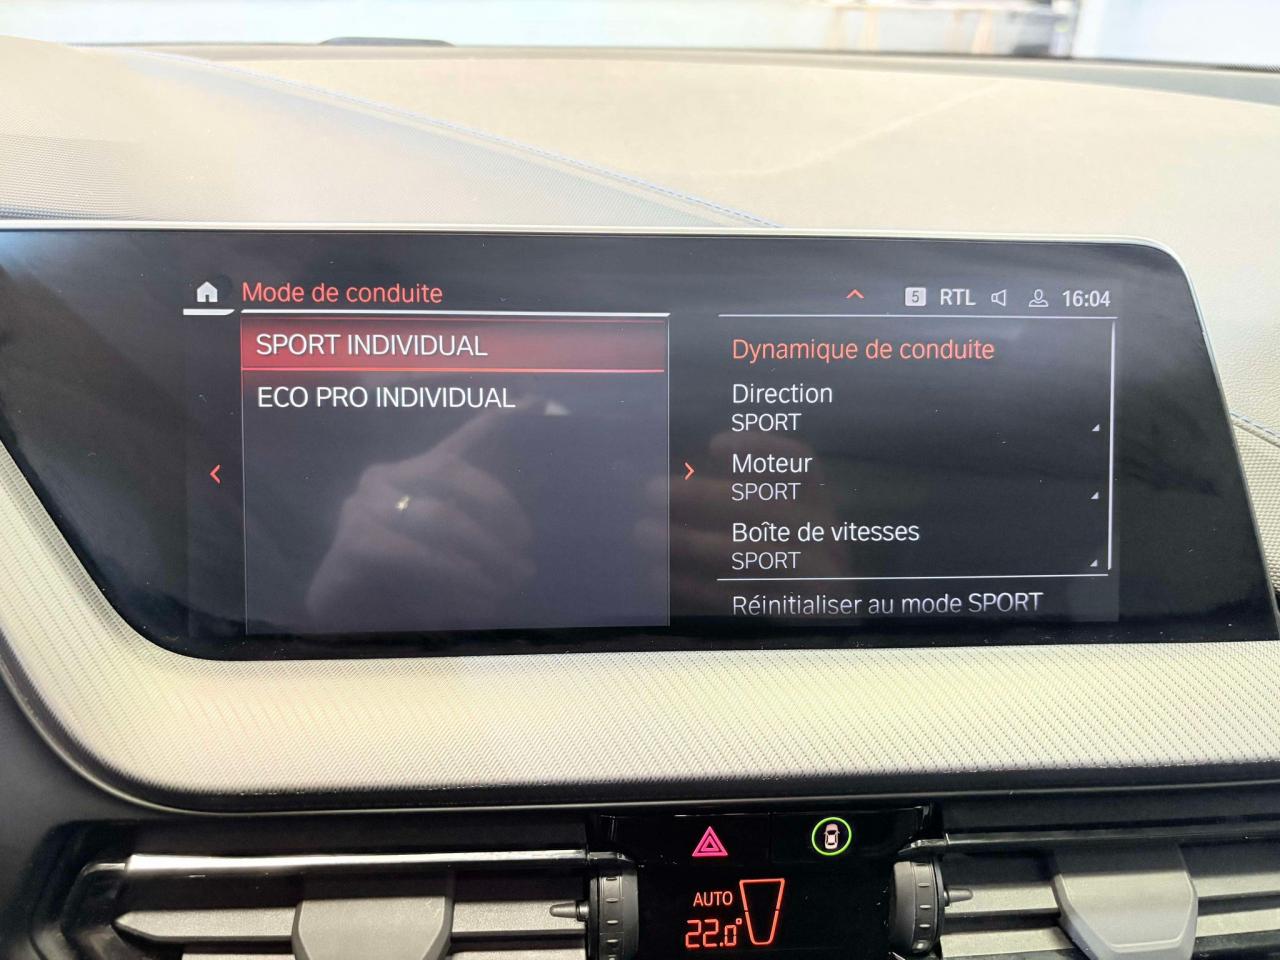 Mode de conduite
5 RTL 16:04
SPORT INDIVIDUAL
ECO PRO INDIVIDUAL
Dynamique de conduite
Direction
SPORT
Moteur
SPORT
Boîte de vitesses
SPORT
Réinitialiser au mode SPORT
AUTO
22.0°